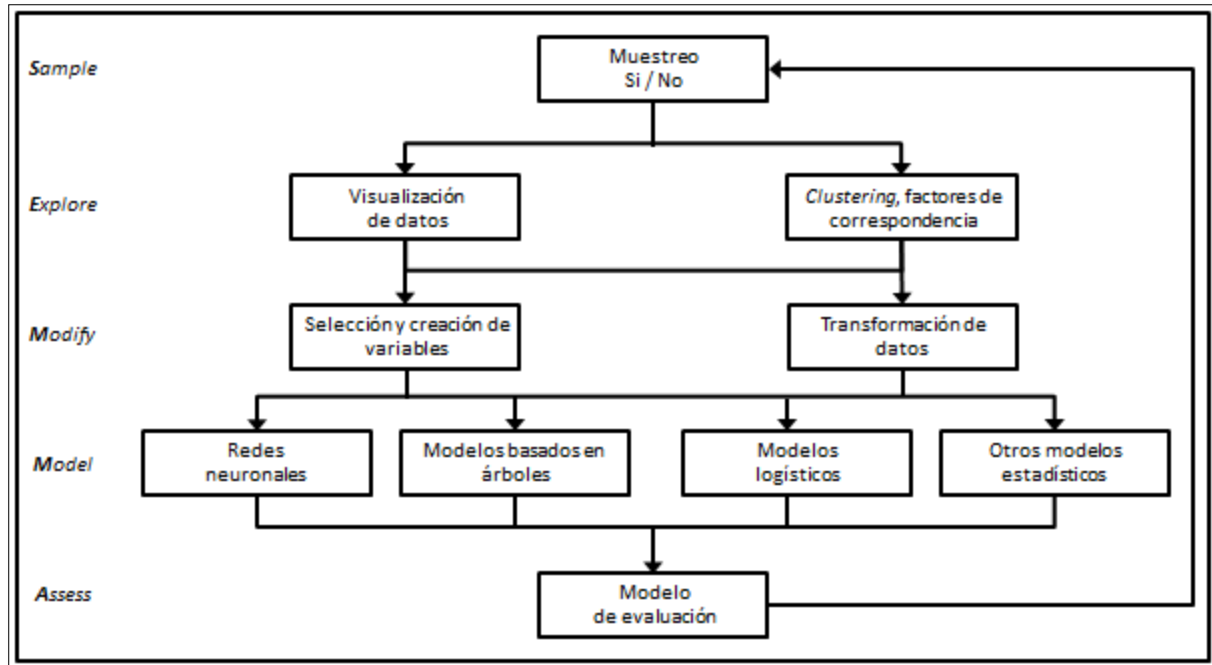 Sample
Muestreo
Si / No
Explore
Visualización
de datos
Clustering, factores de
correspondencia
Modify
Selección y creación de
variables
Transformación de
datos
Model
Redes
neuronales
Modelos basados en
árboles
Modelos
logísticos
Otros modelos
estadísticos
Assess
Modelo
de evaluación